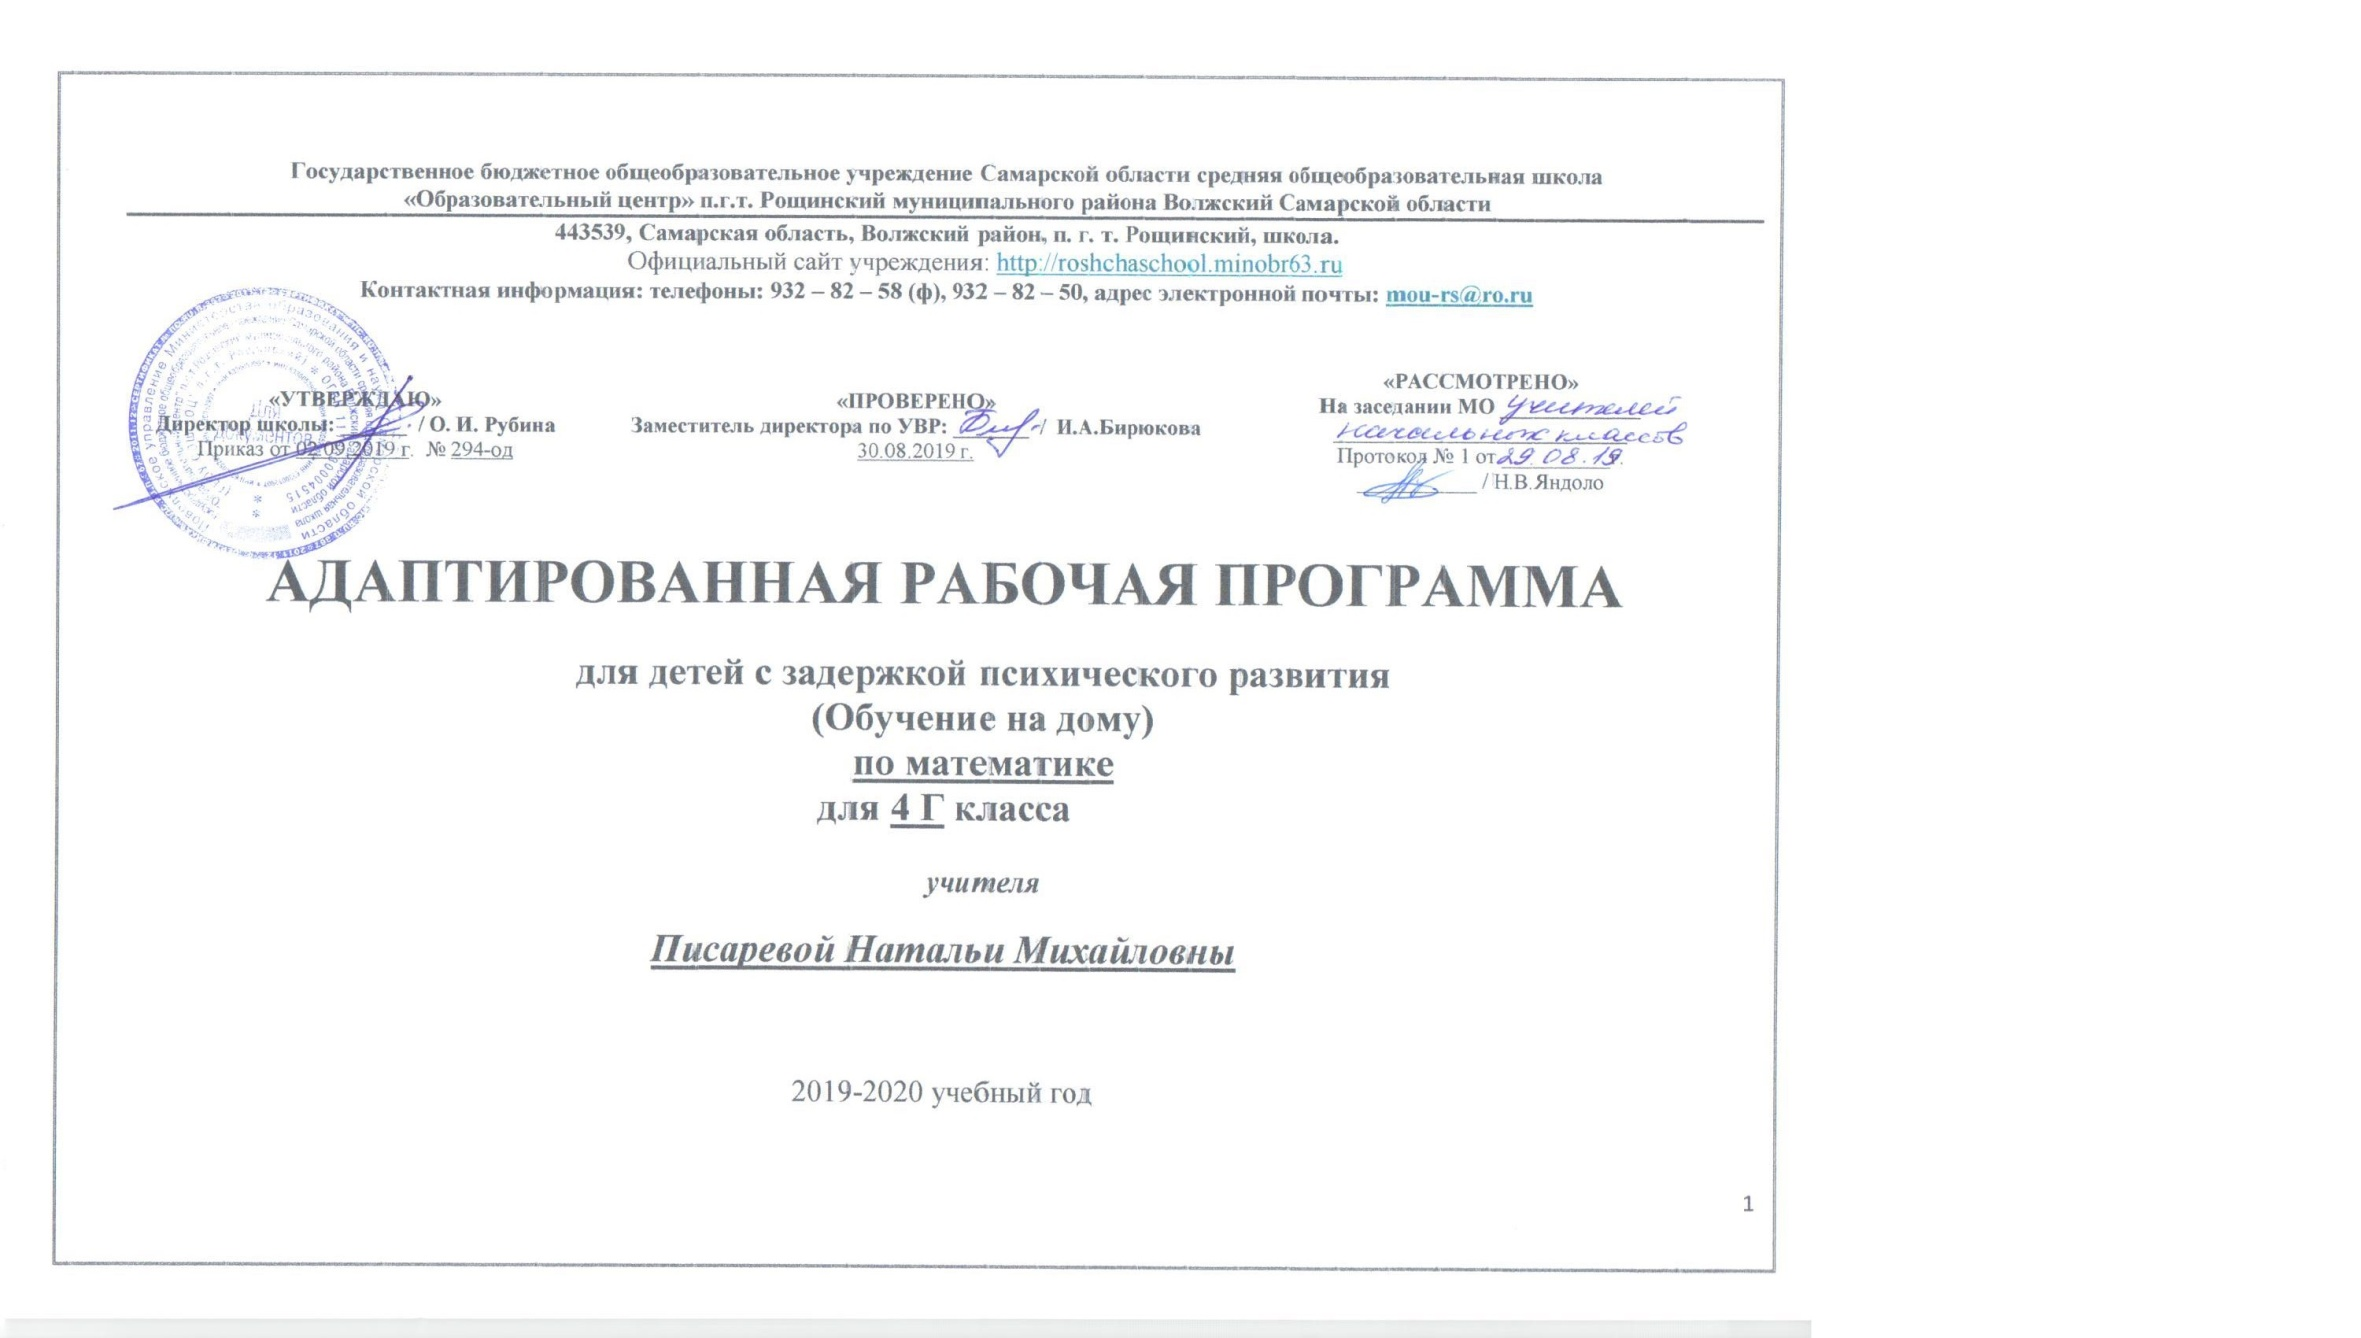 Государственное бюджетное общеобразовательное учреждение Самарской области средняя общеобразовательная школа
«Образовательный центр» п.г.т. Рощинский муниципального района Волжский Самарской области
443539, Самарская область, Волжский район, п. г. т. Рощинский, школа.
Официальный сайт учреждения: http://roshchaschool.minobr63.ru
Контактная информация: телефоны: 932 – 82 – 58 (ф), 932 – 82 – 50, адрес электронной почты: mou-rs@ro.ru
«УТВЕРЖДАЮ»
Директор школы: / О. И. Рубина
Приказ от 02.09.2019 г. № 294-од
Для
документов
«ПРОВЕРЕНО»
Заместитель директора по УВР: / И.А.Бирюкова
30.08.2019 г.
«РАССМОТРЕНО»
На заседании МО учителей
начальных классов
Протокол № 1 от 29.08.19г.
/ Н.В.Яндоло
АДАПТИРОВАННАЯ РАБОЧАЯ ПРОГРАММА
для детей с задержкой психического развития
(Обучение на дому)
по математике
для 4 Г класса
учителя
Писаревой Натальи Михайловны
2019-2020 учебный год
1